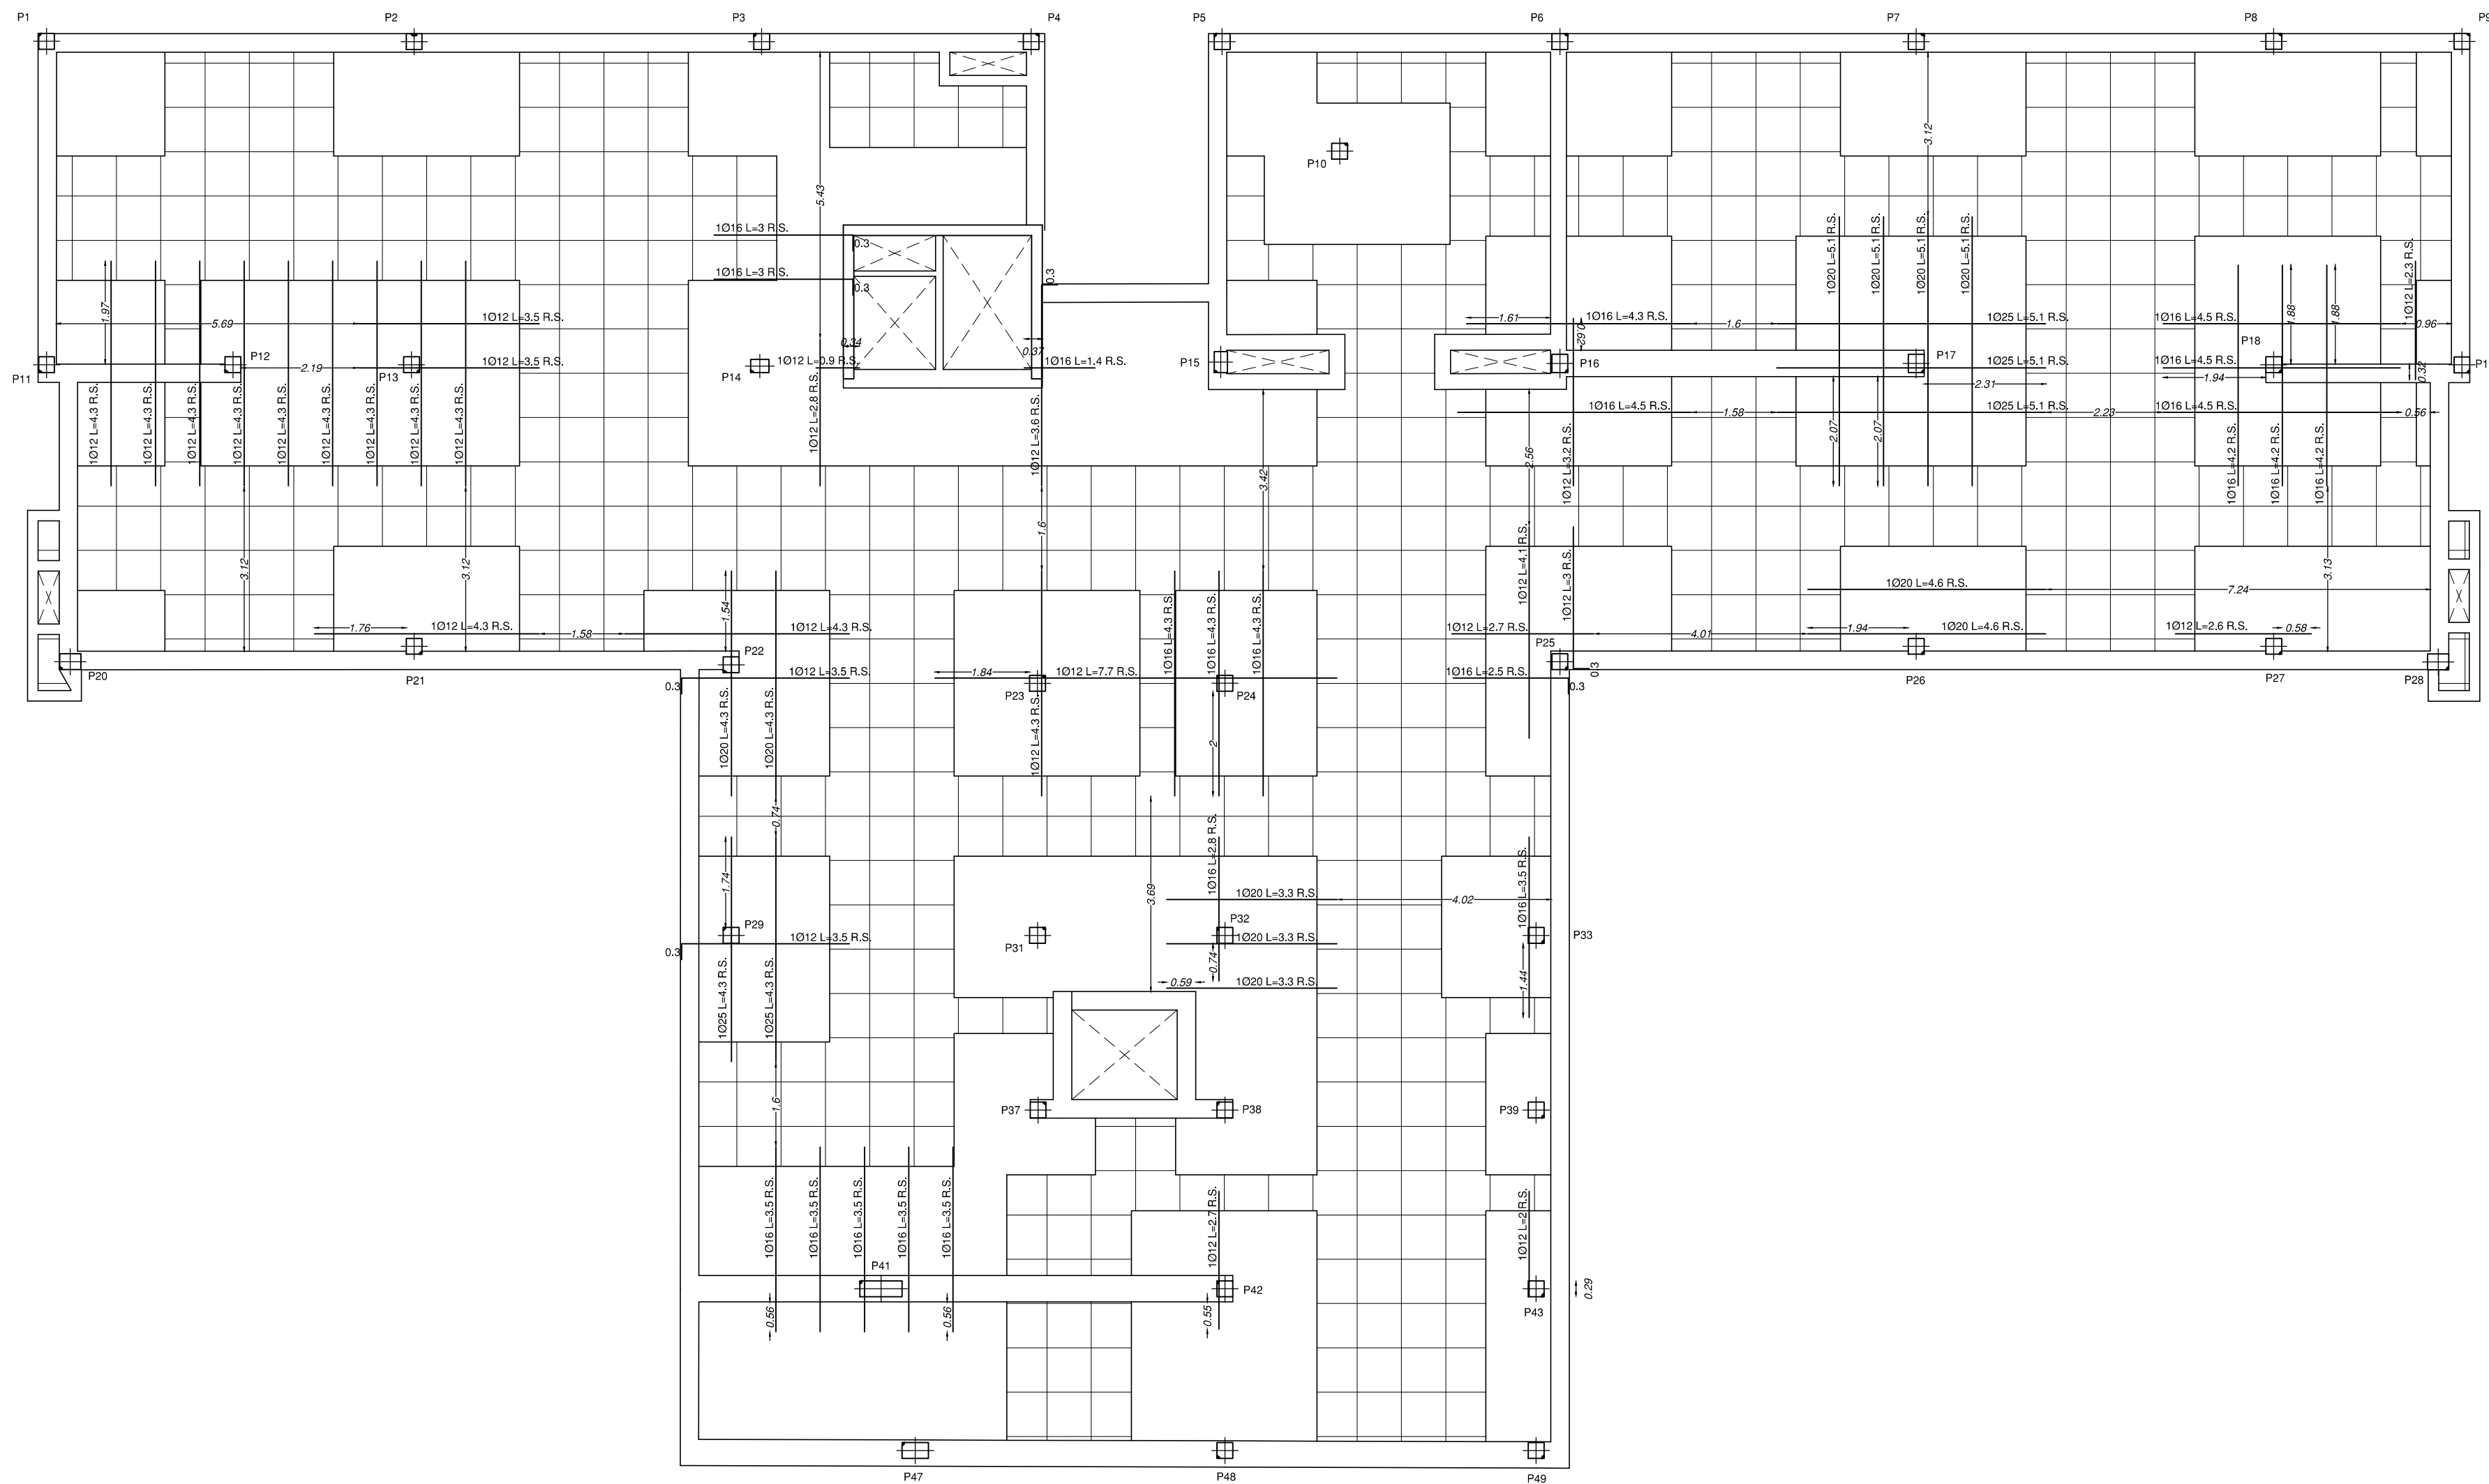 P1
P2
P3
P4
P5
P6
P7
P8
P9
P10
5.43
3.12
1Ø16 L=3 R.S.
0.3
1Ø16 L=3 R.S.
0.3
0.3
1Ø20 L=5.1 R.S.
1Ø20 L=5.1 R.S.
1Ø20 L=5.1 R.S.
1Ø20 L=5.1 R.S.
1Ø12 L=2.3 R.S.
1.97
5.69
1Ø12 L=3.5 R.S.
1.61
1Ø16 L=4.3 R.S.
0.62
1.6
1Ø25 L=5.1 R.S.
1Ø16 L=4.5 R.S.
1.88
1.88
0.96
0.34
0.37
P11
P12
2.19
P13
1Ø12 L=3.5 R.S.
P14
1Ø12 L=0.9 R.S.
1Ø16 L=1.4 R.S.
P15
P16
P17
1Ø25 L=5.1 R.S.
1Ø16 L=4.5 R.S.
P18
P1
0.32
2.31
1.94
1Ø12 L=4.3 R.S.
1Ø12 L=4.3 R.S.
1Ø12 L=4.3 R.S.
1Ø12 L=4.3 R.S.
1Ø12 L=4.3 R.S.
1Ø12 L=4.3 R.S.
1Ø12 L=4.3 R.S.
1Ø12 L=4.3 R.S.
1Ø12 L=4.3 R.S.
1Ø12 L=2.8 R.S.
1Ø12 L=3.6 R.S.
1Ø16 L=4.5 R.S.
1.58
1Ø25 L=5.1 R.S.
2.23
1Ø16 L=4.5 R.S.
0.56
2.07
2.07
2.56
1Ø12 L=3.2 R.S.
1Ø16 L=4.2 R.S.
1Ø16 L=4.2 R.S.
1Ø16 L=4.2 R.S.
3.42
1.6
3.12
3.12
3.13
1Ø12 L=4.1 R.S.
1Ø12 L=3 R.S.
1Ø20 L=4.6 R.S.
7.24
1.54
1Ø16 L=4.3 R.S.
1Ø16 L=4.3 R.S.
1Ø16 L=4.3 R.S.
1.76
1Ø12 L=4.3 R.S.
1.58
1Ø12 L=4.3 R.S.
1Ø12 L=2.7 R.S.
4.01
1.94
1Ø20 L=4.6 R.S.
1Ø12 L=2.6 R.S.
0.58
P20
P21
P22
P25
P26
P27
P28
0.3
1Ø12 L=3.5 R.S.
1.84
1Ø12 L=7.7 R.S.
1Ø16 L=2.5 R.S.
0.3
0.3
P23
P24
1Ø20 L=4.3 R.S.
1Ø20 L=4.3 R.S.
1Ø12 L=4.3 R.S.
2
0.74
1.74
3.69
1Ø16 L=2.8 R.S.
1Ø20 L=3.3 R.S.
4.02
1Ø16 L=3.5 R.S.
P29
P31
P32
P33
0.3
1Ø12 L=3.5 R.S.
1Ø20 L=3.3 R.S.
0.74
1.44
0.59
1Ø20 L=3.3 R.S.
1Ø25 L=4.3 R.S.
1Ø25 L=4.3 R.S.
1.6
P37
P38
P39
1Ø16 L=3.5 R.S.
1Ø16 L=3.5 R.S.
1Ø16 L=3.5 R.S.
1Ø16 L=3.5 R.S.
1Ø16 L=3.5 R.S.
1Ø12 L=2.7 R.S.
1Ø12 L=2 R.S.
P41
P42
P43
0.29
0.56
0.56
0.55
P47
P48
P49